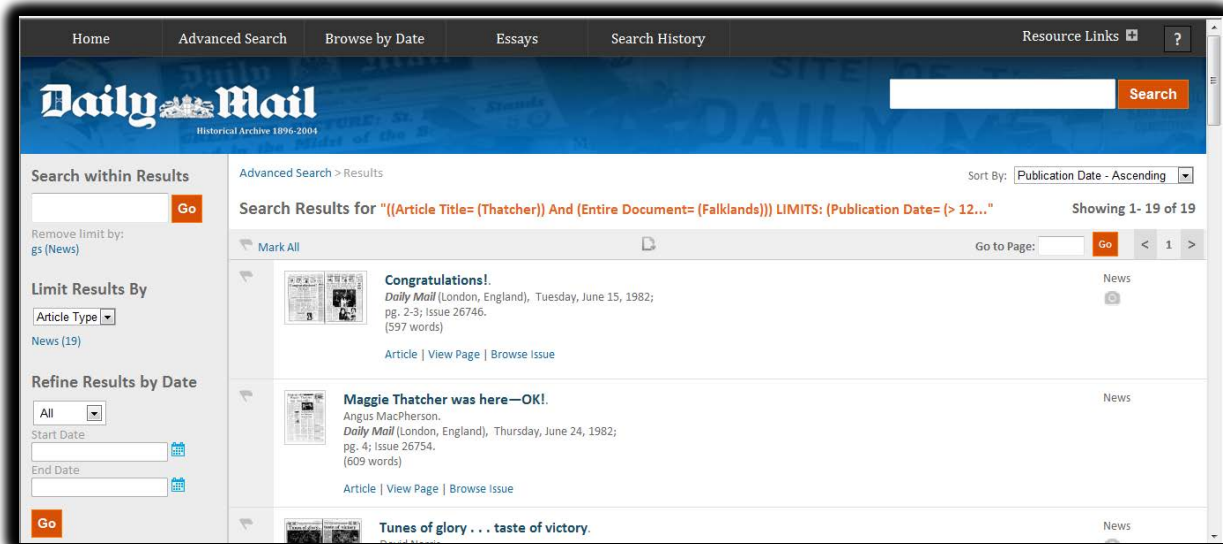 Home Advanced Search Browse by Date Essays Search History Resource Links ?
Daily Mail
Historical Archive 1896-2004
Search
Search within Results
Go
Remove limit by:
gs (News)
Limit Results By
Article Type
News (19)
Refine Results by Date
All
Start Date
End Date
Go
Advanced Search > Results
Sort By: Publication Date - Ascending
Search Results for "((Article Title= (Thatcher)) And (Entire Document= (Falklands))) LIMITS: (Publication Date= (> 12..."
Showing 1- 19 of 19
Mark All
Go to Page: Go < 1 >
Congratulations!.
Daily Mail (London, England), Tuesday, June 15, 1982;
pg. 2-3; Issue 26746.
(597 words)
Article | View Page | Browse Issue
News
Maggie Thatcher was here—OK!.
Angus MacPherson.
Daily Mail (London, England), Thursday, June 24, 1982;
pg. 4; Issue 26754.
(609 words)
Article | View Page | Browse Issue
News
Tunes of glory . . . taste of victory.
News